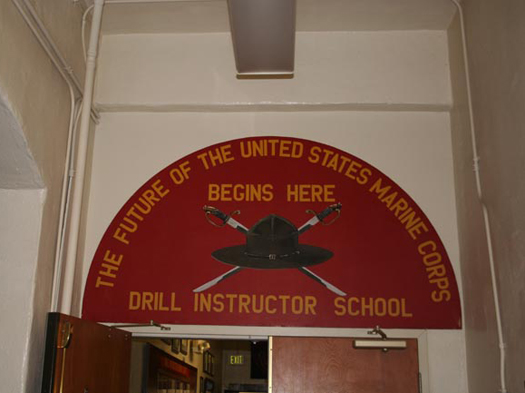 THE FUTURE OF THE UNITED STATES MARINE CORPS
BEGINS HERE
DRILL INSTRUCTOR SCHOOL
EXIT